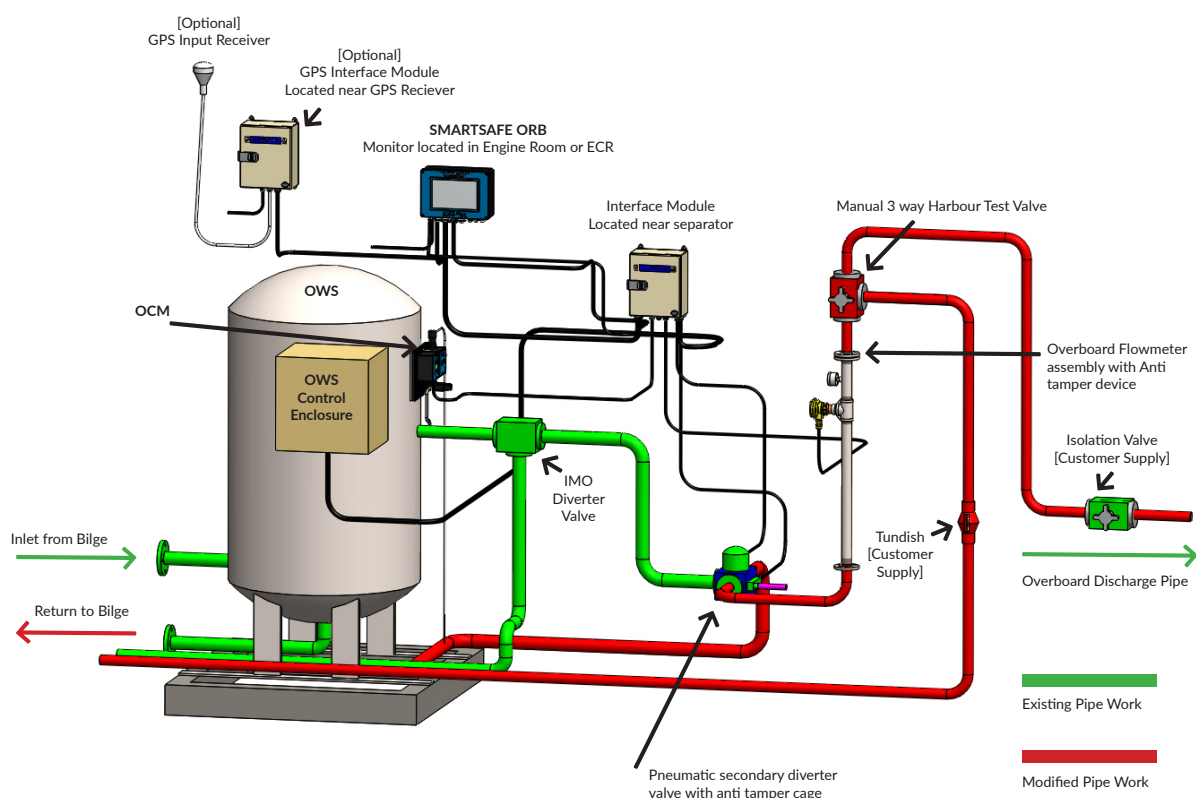 [Optional]
GPS Input Receiver
[Optional]
GPS Interface Module
Located near GPS Reciever
SMARTSAFE ORB
Monitor located in Engine Room or ECR
Interface Module
Located near separator
Manual 3 way Harbour Test Valve
OWS
OCM
OWS
Control
Enclosure
Overboard Flowmeter
assembly with Anti
tamper device
Isolation Valve
[Customer Supply]
IMO
Diverter
Valve
Inlet from Bilge
Tundish
[Customer
Supply]
Overboard Discharge Pipe
Return to Bilge
Existing Pipe Work
Pneumatic secondary diverter
valve with anti tamper cage
Modified Pipe Work